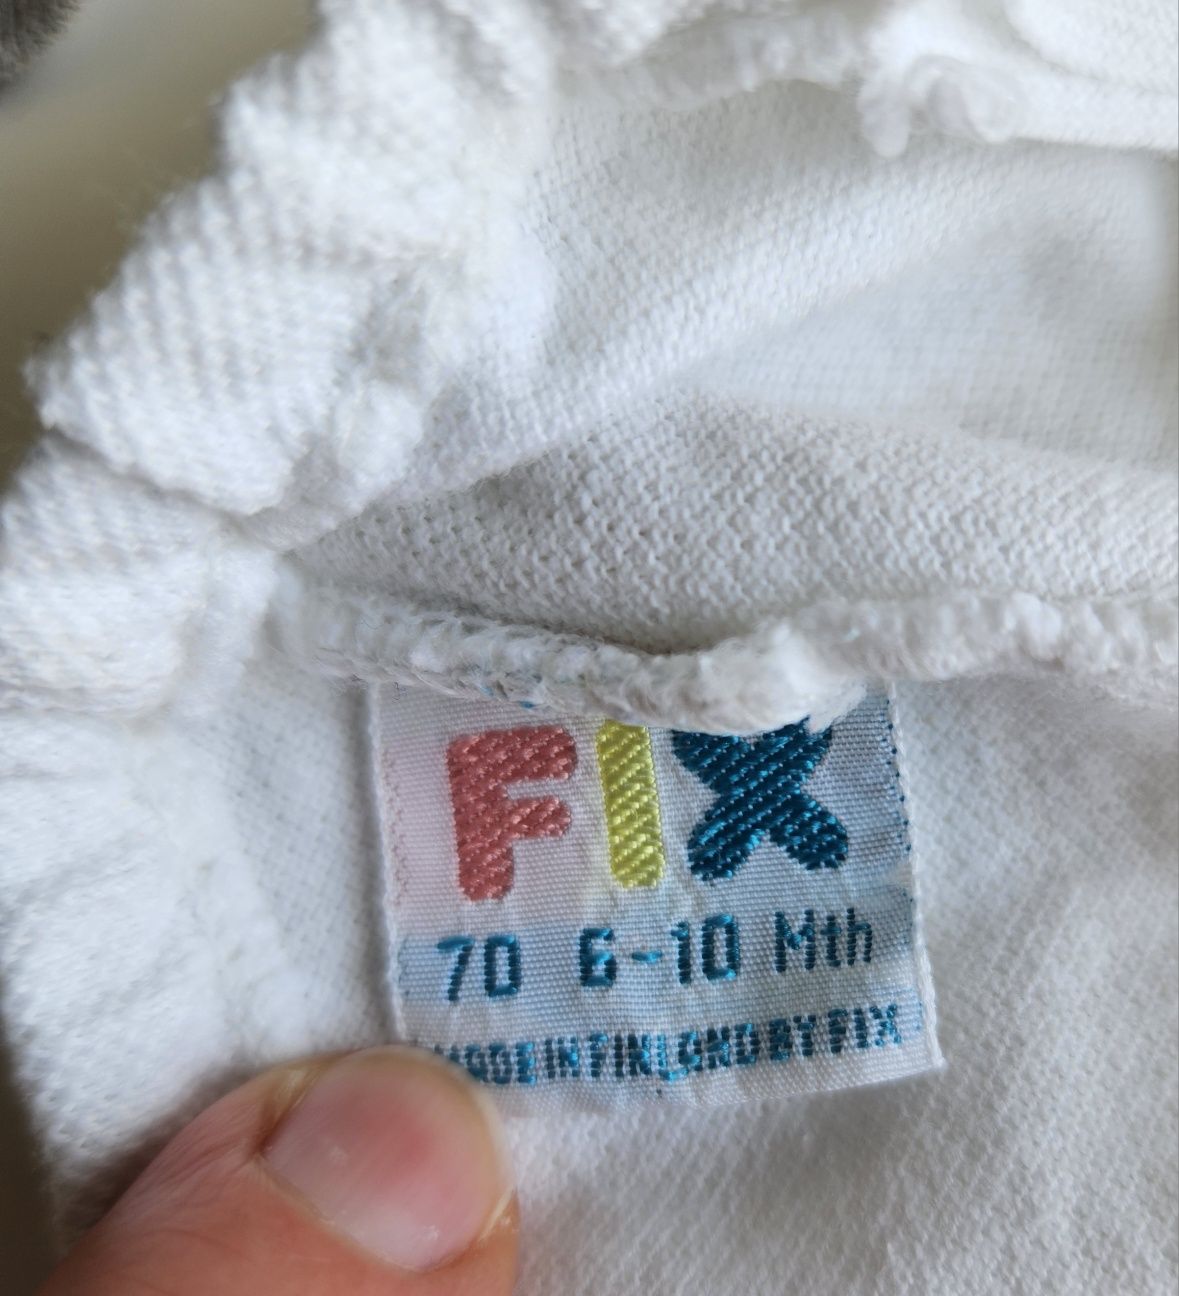 FIX
70 6-10 Mth
MADE IN FINLAND BY FIX